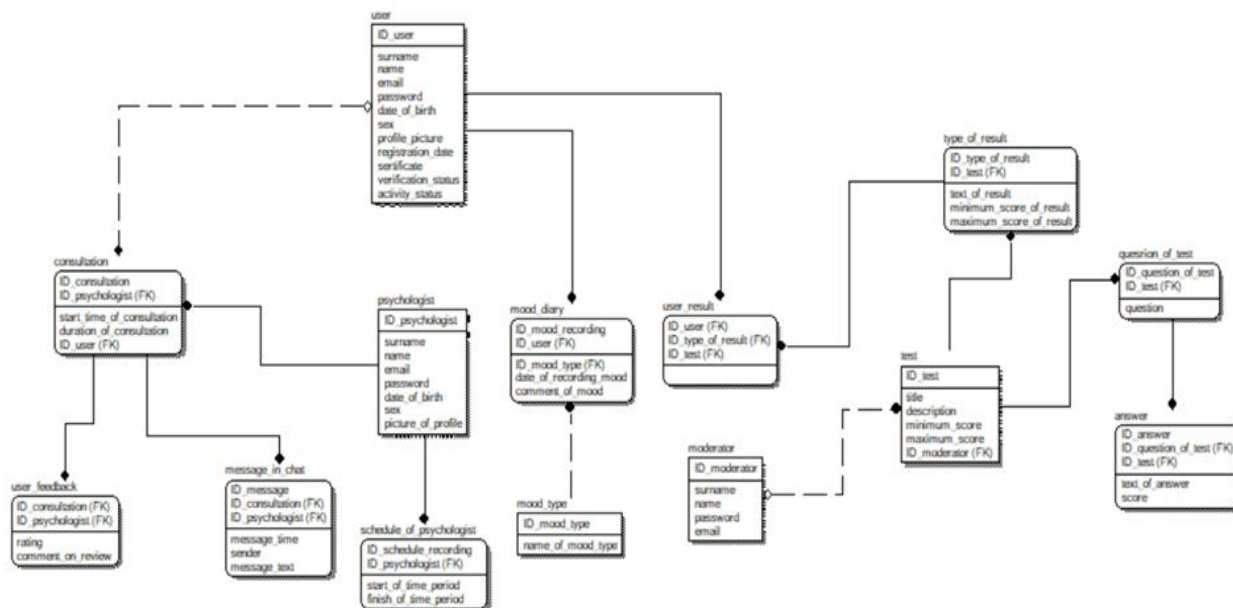 user
ID_user
surname
name
email
password
date_of_birth
sex
profile_picture
registration_date
sertificate
verification_status
activity_status
type_of_result
ID_type_of_result
ID_test (FK)
text_of_result
minimum_score_of_result
maximum_score_of_result
consultation
ID_consultation
ID_psychologist (FK)
start_time_of_consultation
duration_of_consultation
ID_user (FK)
psychologist
ID_psychologist
surname
name
email
password
date_of_birth
sex
picture_of_profile
mood_diary
ID_mood_recording
ID_user (FK)
ID_mood_type (FK)
date_of_recording_mood
comment_of_mood
user_result
ID_user (FK)
ID_type_of_result (FK)
ID_test (FK)
quesrion_of_test
ID_question_of_test
ID_test (FK)
question
test
ID_test
title
description
minimum_score
maximum_score
ID_moderator (FK)
answer
ID_answer
ID_question_of_test (FK)
ID_test (FK)
text_of_answer
score
moderator
ID_moderator
surname
name
password
email
user_feedback
ID_consultation (FK)
ID_psychologist (FK)
rating
comment_on_review
message_in_chat
ID_message
ID_consultation (FK)
ID_psychologist (FK)
message_time
sender
message_text
schedule_of_psychologist
ID_schedule_recording
ID_psychologist (FK)
start_of_time_period
finish_of_time_period
mood_type
ID_mood_type
name_of_mood_type